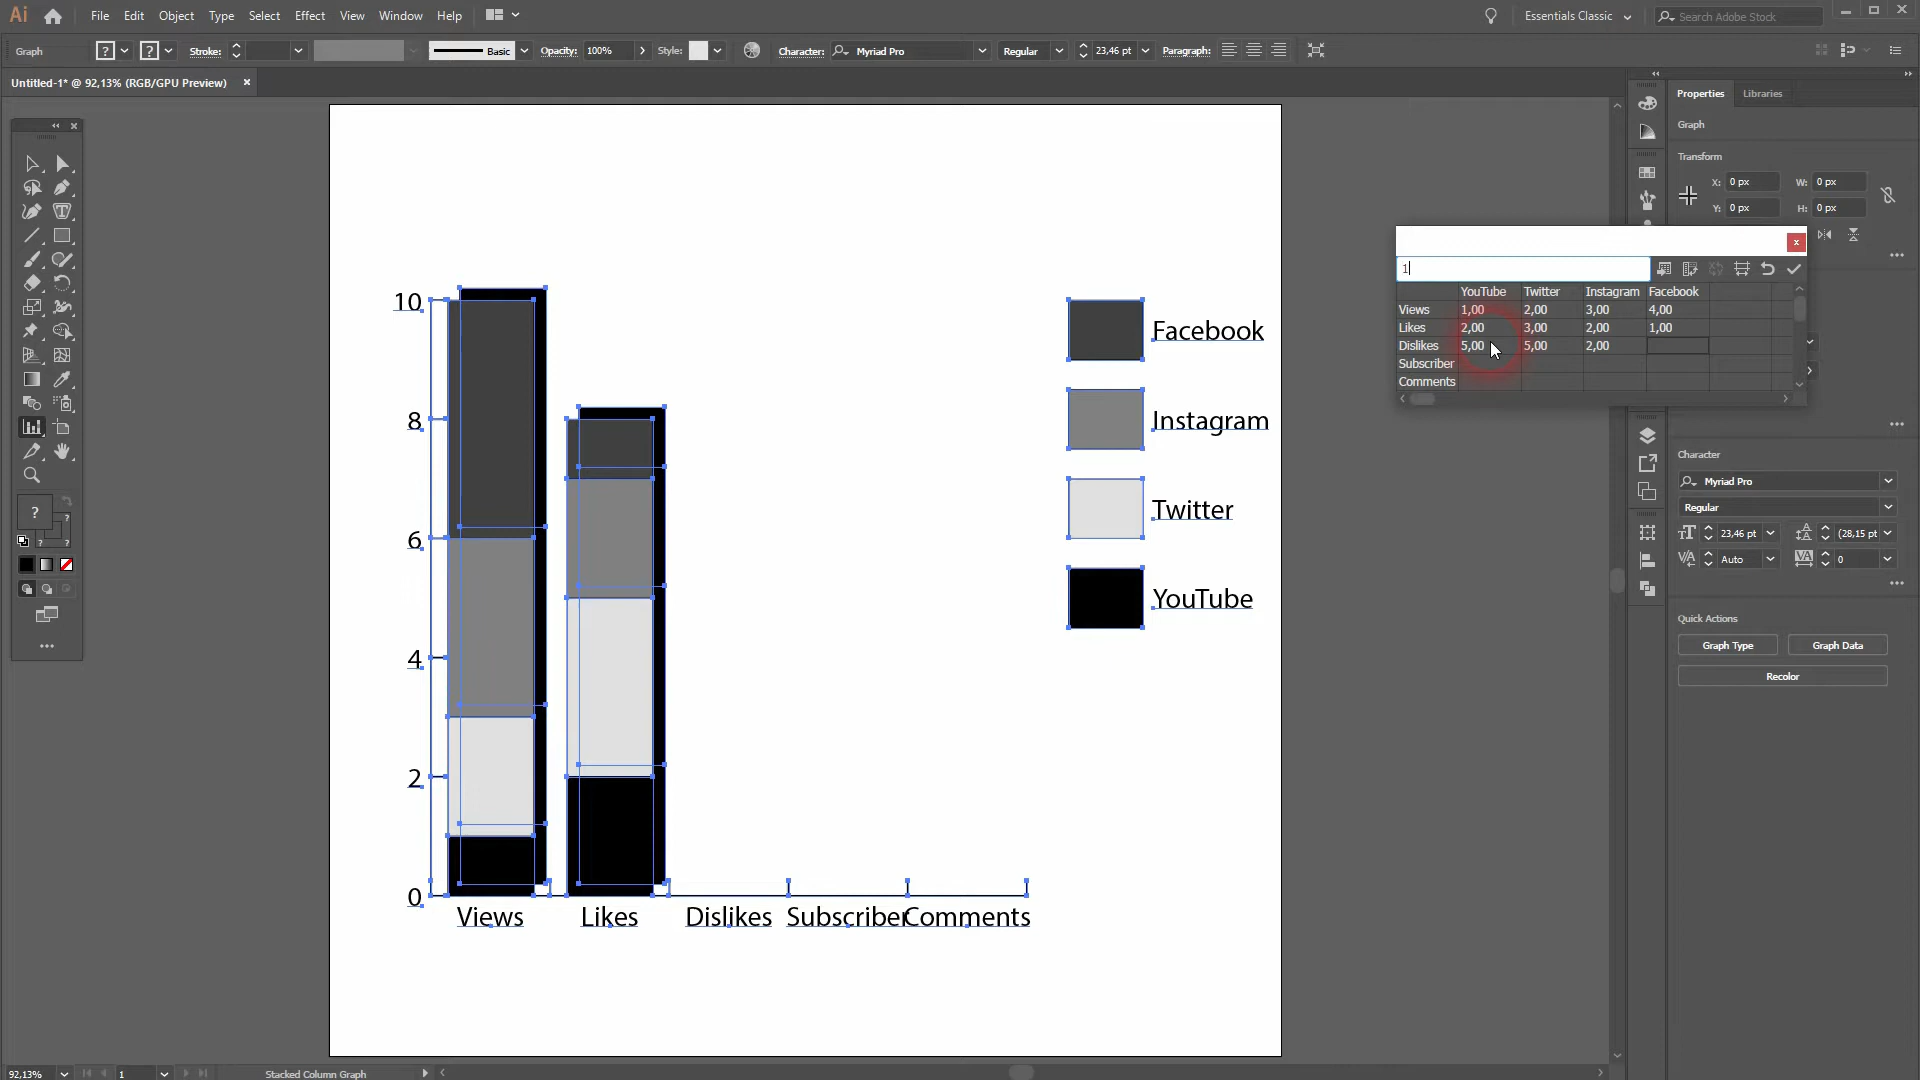 Ai File Edit Object Type Select Effect View Window Help Essentials Classic Search Adobe Stock
Graph ? ? Stroke: Basic Opacity: 100% Style: Character: Myriad Pro Regular 23,46 pt Paragraph:
Untitled-1* @ 92,13% (RGB/GPU Preview)
Properties Libraries
Graph
Transform
X: 0 px W: 0 px
Y: 0 px H: 0 px
1
YouTube Twitter Instagram Facebook
Views 1,00 2,00 3,00 4,00
Likes 2,00 3,00 2,00 1,00
Dislikes 5,00 5,00 2,00
Subscriber
Comments
10
8
6
4
2
0
Views Likes Dislikes Subscriber Comments
Facebook
Instagram
Twitter
YouTube
Character
Myriad Pro
Regular
23,46 pt (28,15 pt
Auto 0
Quick Actions
Graph Type Graph Data
Recolor
92,13% 1 Stacked Column Graph